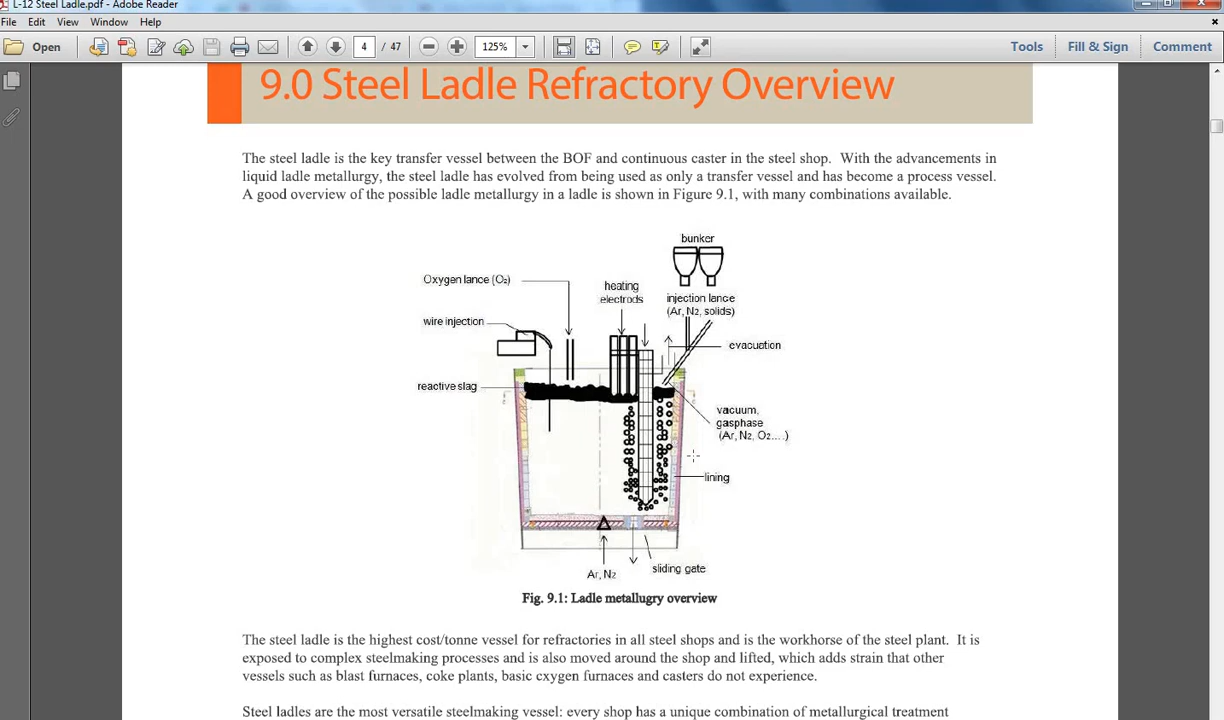 L-12 Steel Ladle.pdf - Adobe Reader
File Edit View Window Help
Open 4 / 47 125% Tools Fill & Sign Comment
9.0 Steel Ladle Refractory Overview
The steel ladle is the key transfer vessel between the BOF and continuous caster in the steel shop. With the advancements in
liquid ladle metallurgy, the steel ladle has evolved from being used as only a transfer vessel and has become a process vessel.
A good overview of the possible ladle metallurgy in a ladle is shown in Figure 9.1, with many combinations available.
bunker
Oxygen lance (O₂)
heating
electrods
injection lance
(Ar, N₂, solids)
wire injection
evacuation
reactive slag
vacuum,
gasphase
(Ar, N₂, O₂....)
lining
sliding gate
Ar, N₂
Fig. 9.1: Ladle metallugry overview
The steel ladle is the highest cost/tonne vessel for refractories in all steel shops and is the workhorse of the steel plant. It is
exposed to complex steelmaking processes and is also moved around the shop and lifted, which adds strain that other
vessels such as blast furnaces, coke plants, basic oxygen furnaces and casters do not experience.
Steel ladles are the most versatile steelmaking vessel: every shop has a unique combination of metallurgical treatment